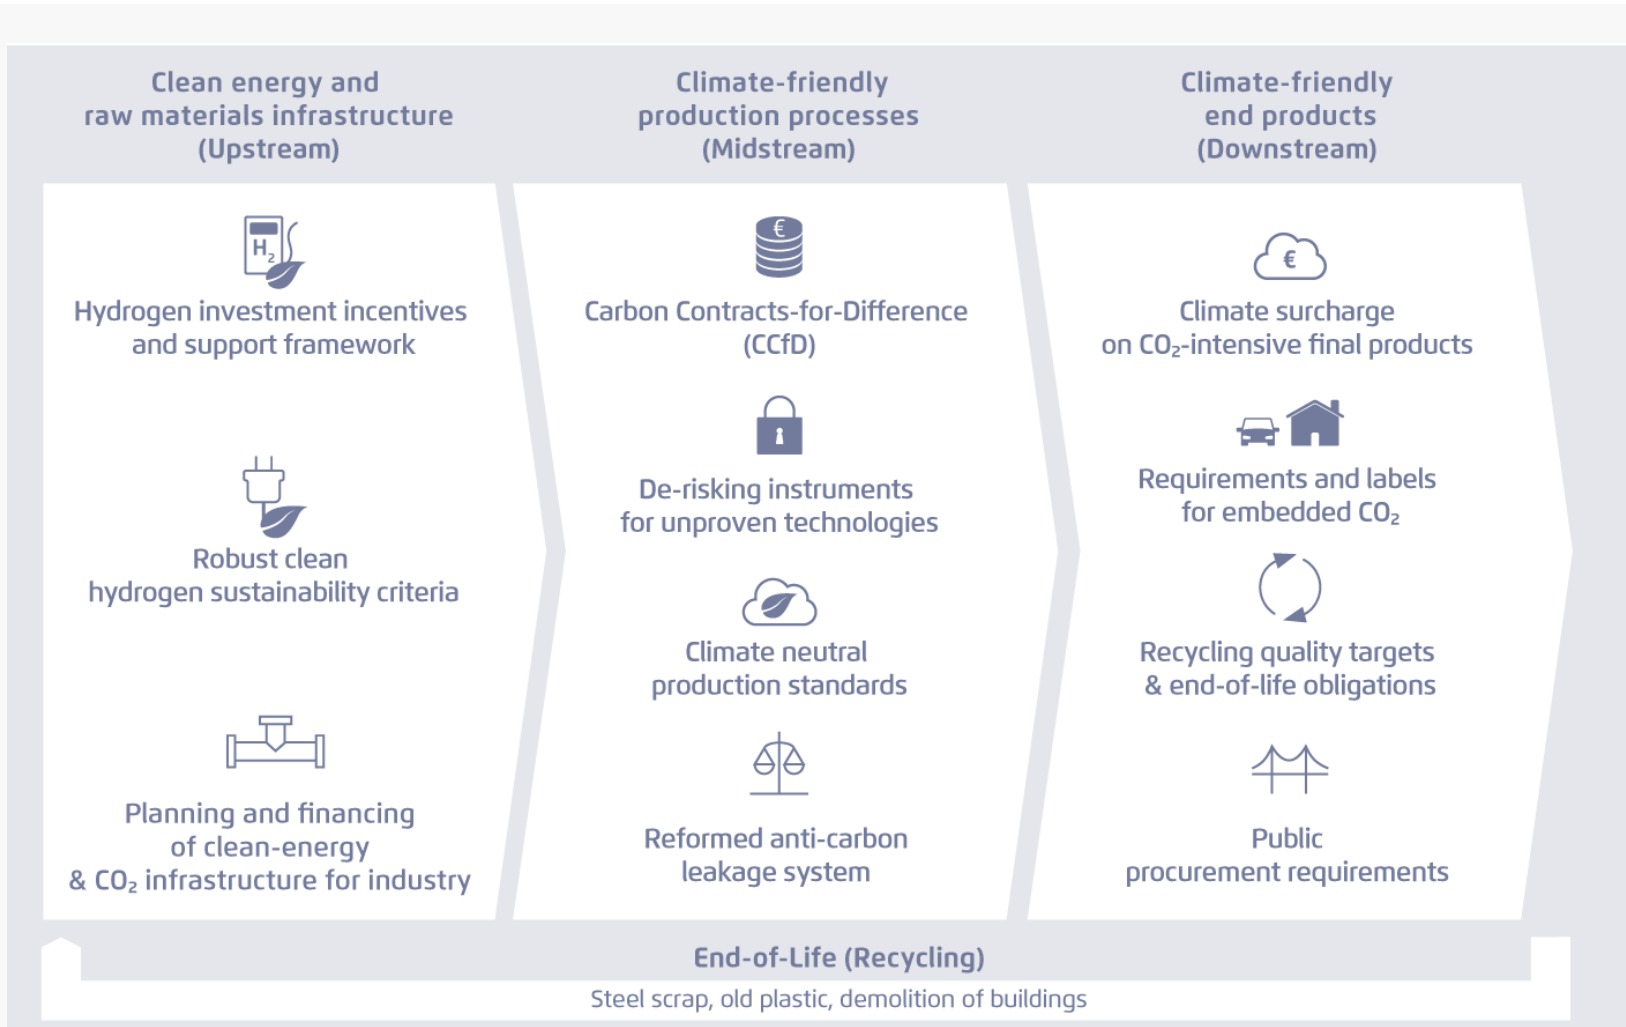 Clean energy and
raw materials infrastructure
(Upstream)
Climate-friendly
production processes
(Midstream)
Climate-friendly
end products
(Downstream)
H₂
Hydrogen investment incentives
and support framework
Robust clean
hydrogen sustainability criteria
Planning and financing
of clean-energy
& CO₂ infrastructure for industry
€
Carbon Contracts-for-Difference
(CCfD)
De-risking instruments
for unproven technologies
Climate neutral
production standards
Reformed anti-carbon
leakage system
€
Climate surcharge
on CO₂-intensive final products
Requirements and labels
for embedded CO₂
Recycling quality targets
& end-of-life obligations
Public
procurement requirements
End-of-Life (Recycling)
Steel scrap, old plastic, demolition of buildings